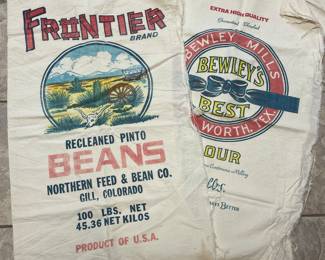 FRONTIER
BRAND
RECLEANED PINTO
BEANS
NORTHERN FEED & BEAN CO.
GILL, COLORADO
100 LBS. NET
45.36 NET KILOS
PRODUCT OF U.S.A.
EXTRA HIGH QUALITY
BEWLEY MILLS
BEWLEY'S
BEST
WORTH, TEX.
OUR
Better